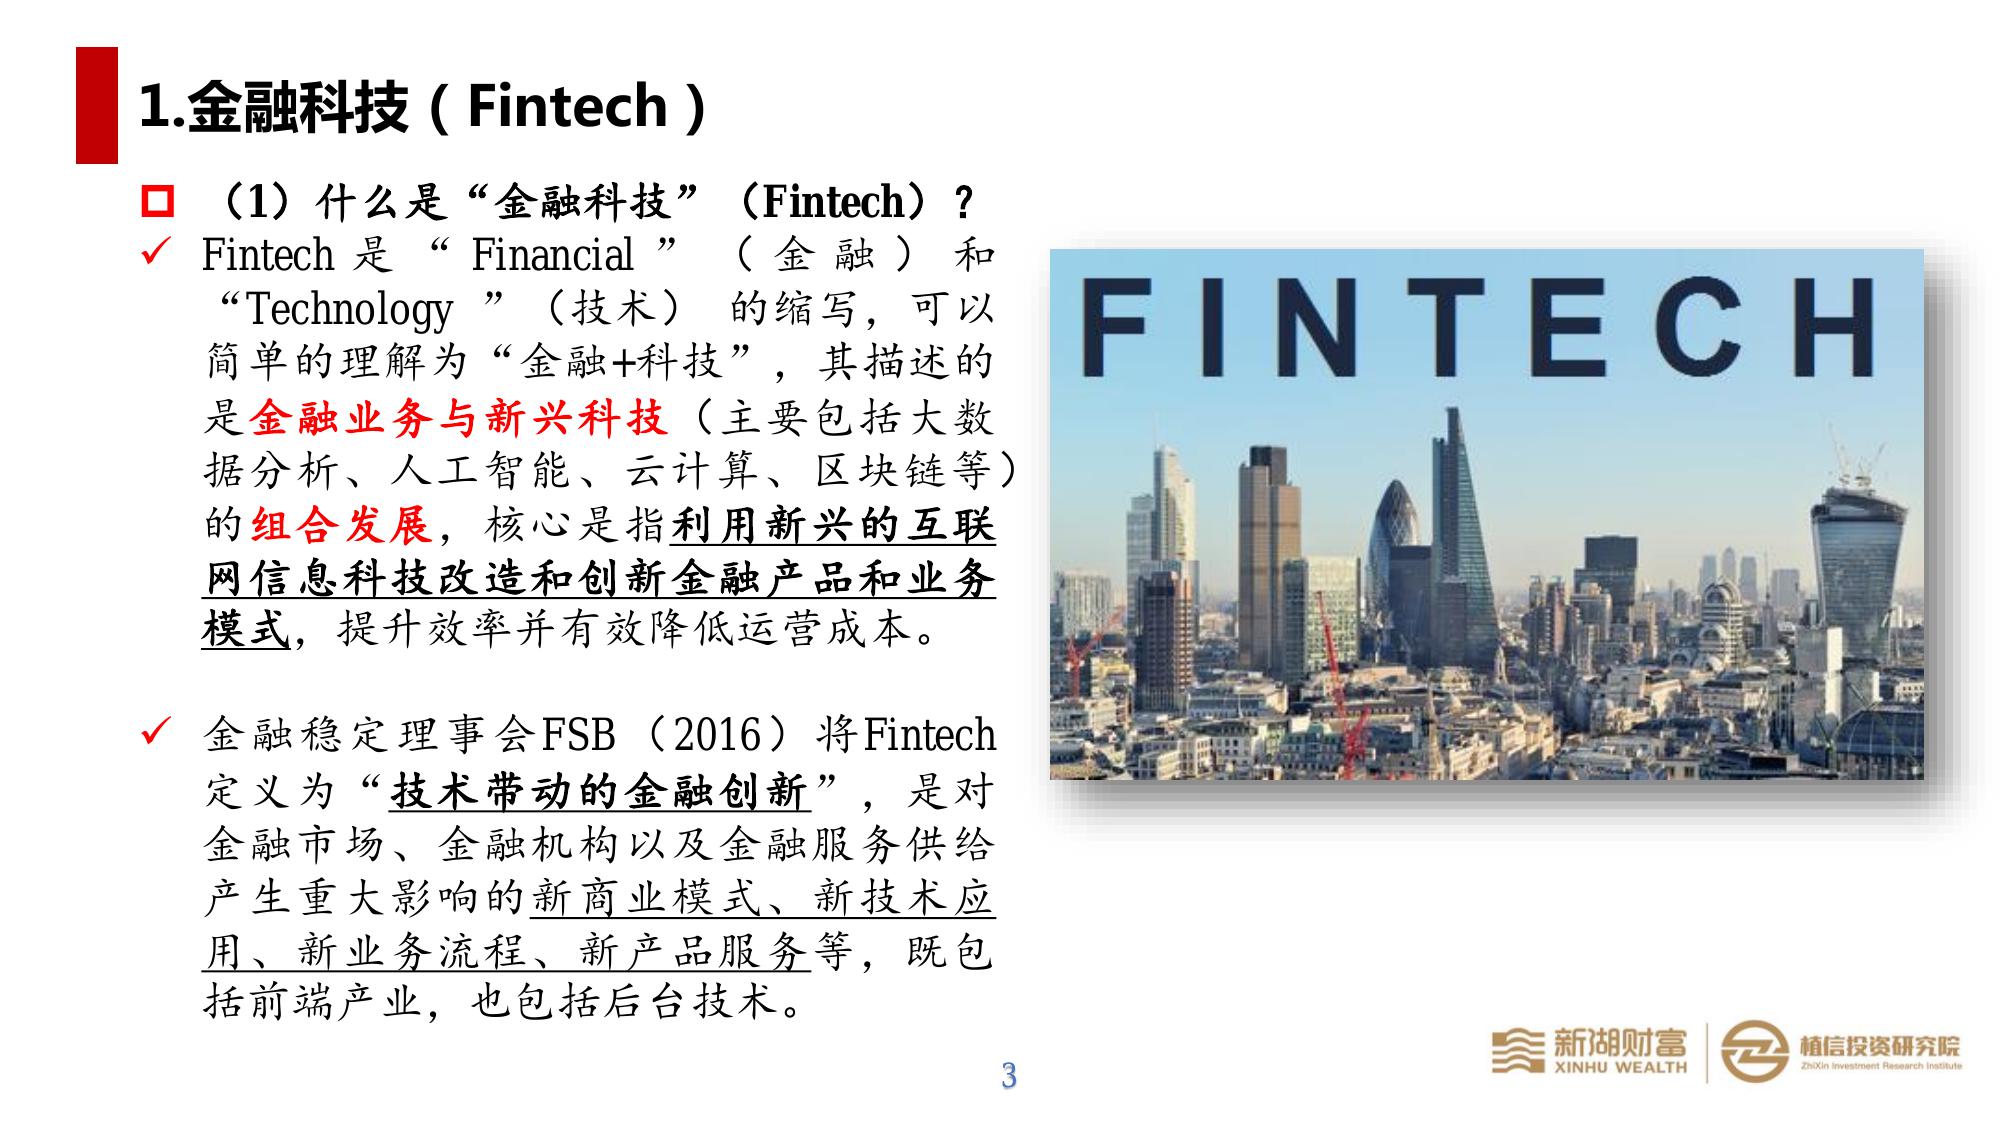 1.金融科技（Fintech）
（1）什么是“金融科技”（Fintech）？
Fintech 是 “ Financial ” （ 金 融 ） 和
“Technology ”（技术） 的缩写，可以
简单的理解为“金融+科技”，其描述的
是金融业务与新兴科技（主要包括大数
据分析、人工智能、云计算、区块链等）
的组合发展，核心是指利用新兴的互联
网信息科技改造和创新金融产品和业务
模式，提升效率并有效降低运营成本。
金融稳定理事会FSB（2016）将Fintech
定义为“技术带动的金融创新”，是对
金融市场、金融机构以及金融服务供给
产生重大影响的新商业模式、新技术应
用、新业务流程、新产品服务等，既包
括前端产业，也包括后台技术。
FINTECH
3
新湖财富
XINHU WEALTH
植信投资研究院
ZhiXin Investment Research Institute